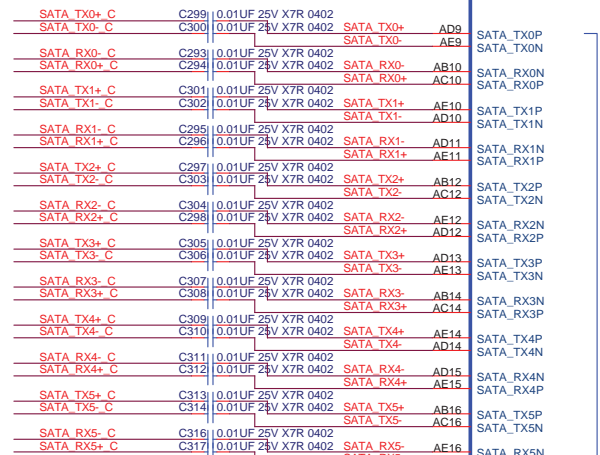 SATA_TX0+_C C299 0.01UF 25V X7R 0402
SATA_TX0-_C C300 0.01UF 25V X7R 0402 SATA_TX0+ AD9 SATA_TX0P
SATA_TX0- AE9 SATA_TX0N
SATA_RX0-_C C293 0.01UF 25V X7R 0402
SATA_RX0+_C C294 0.01UF 25V X7R 0402 SATA_RX0- AB10 SATA_RX0N
SATA_RX0+ AC10 SATA_RX0P
SATA_TX1+_C C301 0.01UF 25V X7R 0402
SATA_TX1-_C C302 0.01UF 25V X7R 0402 SATA_TX1+ AE10 SATA_TX1P
SATA_TX1- AD10 SATA_TX1N
SATA_RX1-_C C295 0.01UF 25V X7R 0402
SATA_RX1+_C C296 0.01UF 25V X7R 0402 SATA_RX1- AD11 SATA_RX1N
SATA_RX1+ AE11 SATA_RX1P
SATA_TX2+_C C297 0.01UF 25V X7R 0402
SATA_TX2-_C C303 0.01UF 25V X7R 0402 SATA_TX2+ AB12 SATA_TX2P
SATA_TX2- AC12 SATA_TX2N
SATA_RX2-_C C304 0.01UF 25V X7R 0402
SATA_RX2+_C C298 0.01UF 25V X7R 0402 SATA_RX2- AE12 SATA_RX2N
SATA_RX2+ AD12 SATA_RX2P
SATA_TX3+_C C305 0.01UF 25V X7R 0402
SATA_TX3-_C C306 0.01UF 25V X7R 0402 SATA_TX3+ AD13 SATA_TX3P
SATA_TX3- AE13 SATA_TX3N
SATA_RX3-_C C307 0.01UF 25V X7R 0402
SATA_RX3+_C C308 0.01UF 25V X7R 0402 SATA_RX3- AB14 SATA_RX3N
SATA_RX3+ AC14 SATA_RX3P
SATA_TX4+_C C309 0.01UF 25V X7R 0402
SATA_TX4-_C C310 0.01UF 25V X7R 0402 SATA_TX4+ AE14 SATA_TX4P
SATA_TX4- AD14 SATA_TX4N
SATA_RX4-_C C311 0.01UF 25V X7R 0402
SATA_RX4+_C C312 0.01UF 25V X7R 0402 SATA_RX4- AD15 SATA_RX4N
SATA_RX4+ AE15 SATA_RX4P
SATA_TX5+_C C313 0.01UF 25V X7R 0402
SATA_TX5-_C C314 0.01UF 25V X7R 0402 SATA_TX5+ AB16 SATA_TX5P
SATA_TX5- AC16 SATA_TX5N
SATA_RX5-_C C316 0.01UF 25V X7R 0402
SATA_RX5+_C C317 0.01UF 25V X7R 0402 SATA_RX5- AE16 SATA_RX5N